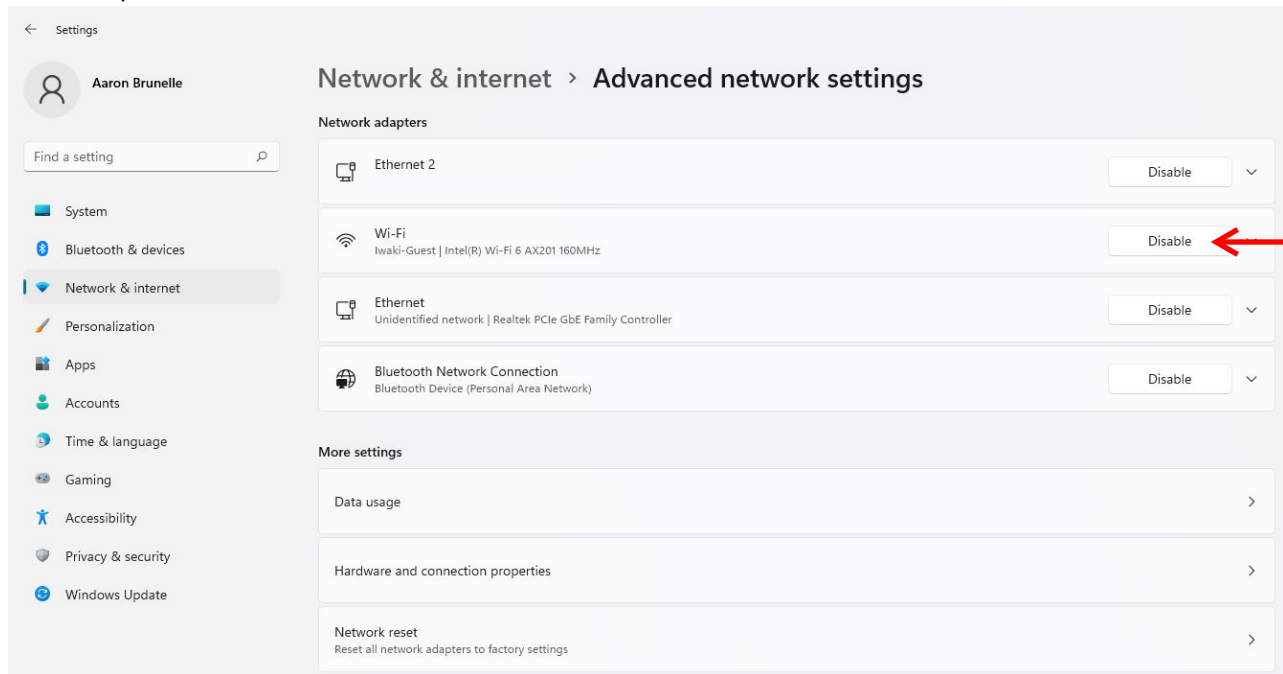 Settings
Aaron Brunelle
Find a setting
System
Bluetooth & devices
Network & internet
Personalization
Apps
Accounts
Time & language
Gaming
Accessibility
Privacy & security
Windows Update
Network & internet > Advanced network settings
Network adapters
Ethernet 2
Disable
Wi-Fi
Iwaki-Guest | Intel(R) Wi-Fi 6 AX201 160MHz
Disable
Ethernet
Unidentified network | Realtek PCIe GbE Family Controller
Disable
Bluetooth Network Connection
Bluetooth Device (Personal Area Network)
Disable
More settings
Data usage
Hardware and connection properties
Network reset
Reset all network adapters to factory settings